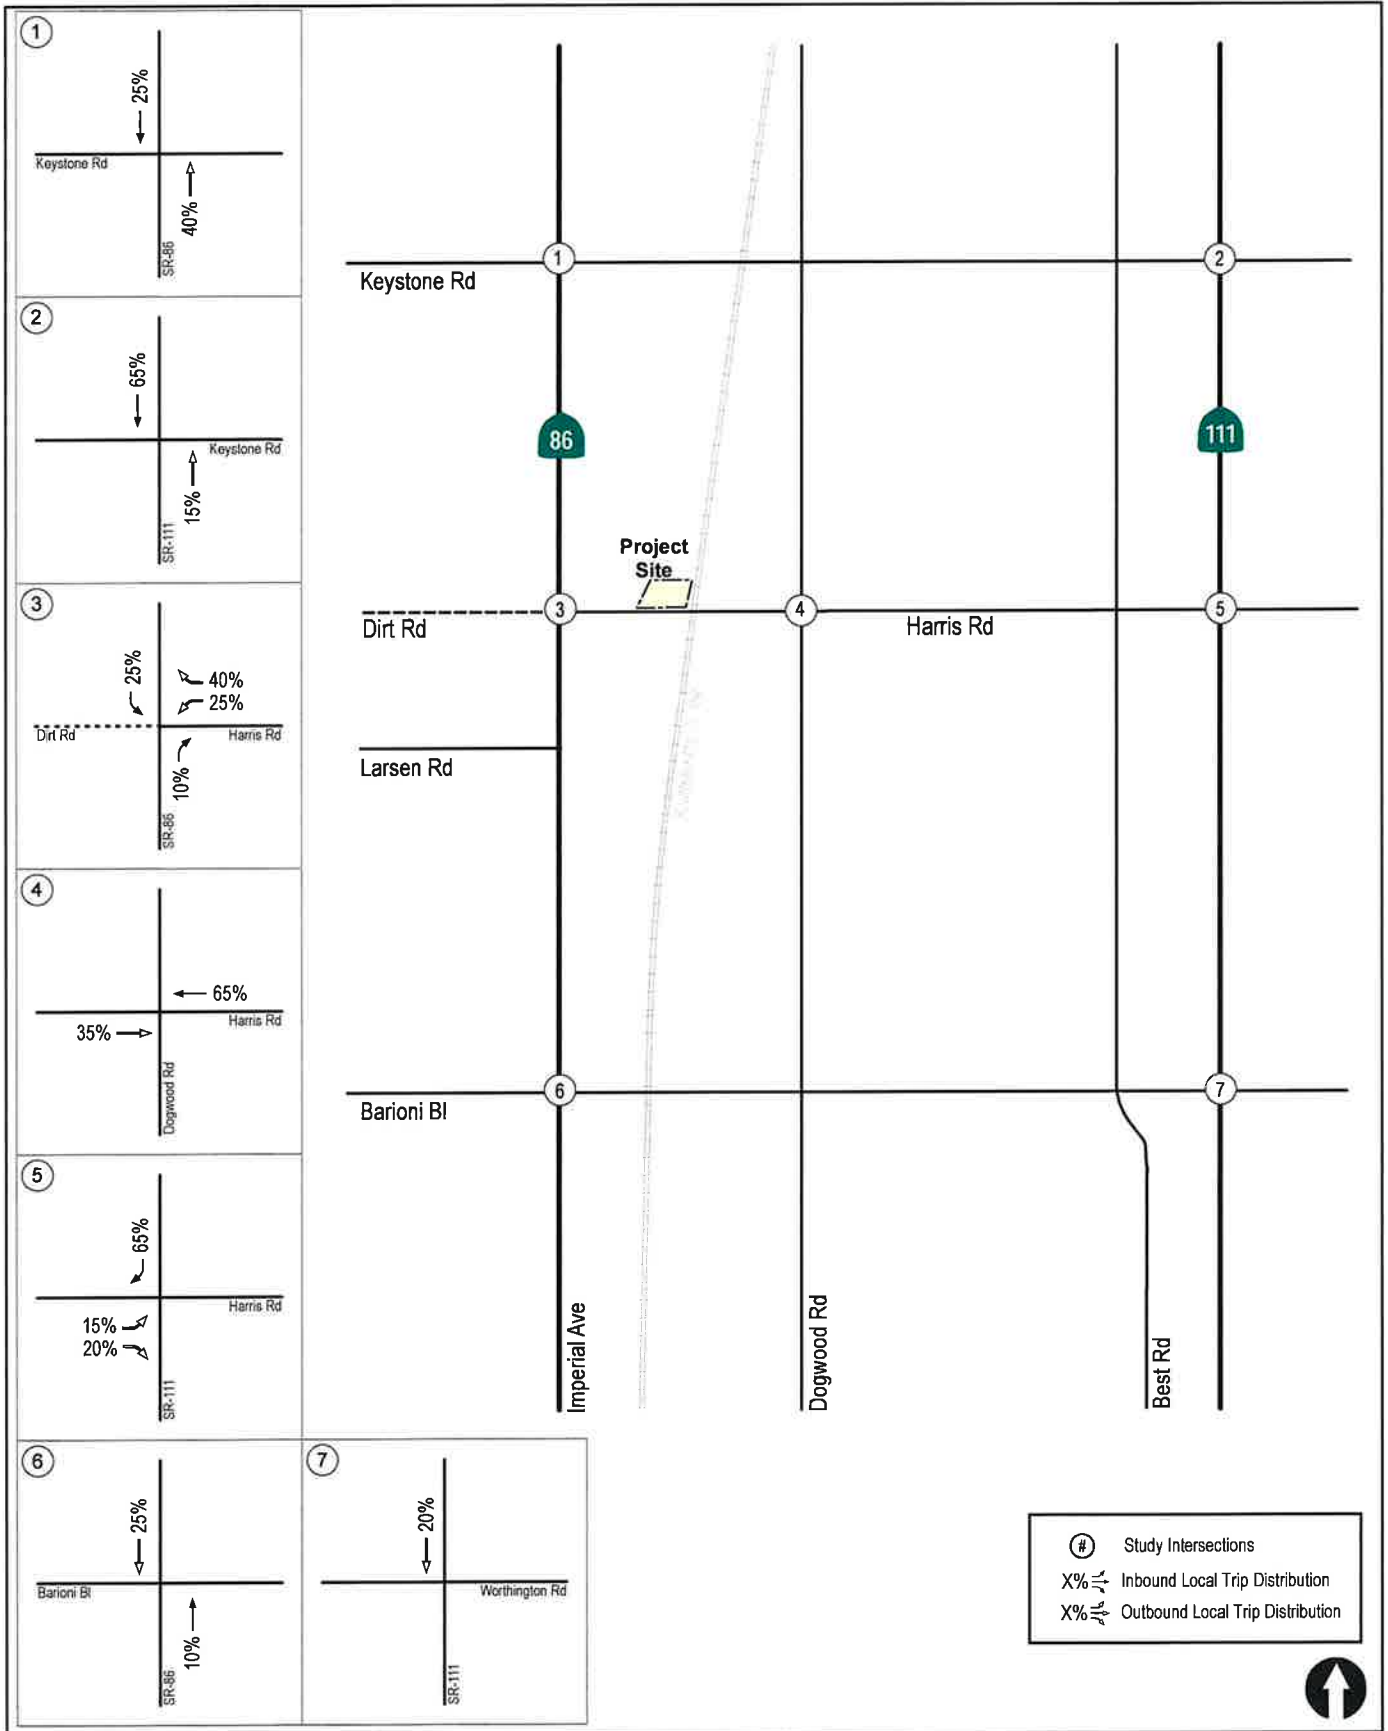 1
25%
Keystone Rd
40%
SR-86
2
65%
Keystone Rd
15%
SR-111
3
25%
40%
25%
Dirt Rd
Harris Rd
10%
SR-86
4
65%
Harris Rd
35%
Dogwood Rd
5
65%
Harris Rd
15%
20%
SR-111
6
25%
Barioni Bl
10%
SR-86
7
20%
Worthington Rd
SR-111
1
2
Keystone Rd
86
111
Project
Site
3
4
5
Dirt Rd
Harris Rd
Larsen Rd
6
7
Barioni Bl
Imperial Ave
Dogwood Rd
Best Rd
# Study Intersections
X% Inbound Local Trip Distribution
X% Outbound Local Trip Distribution